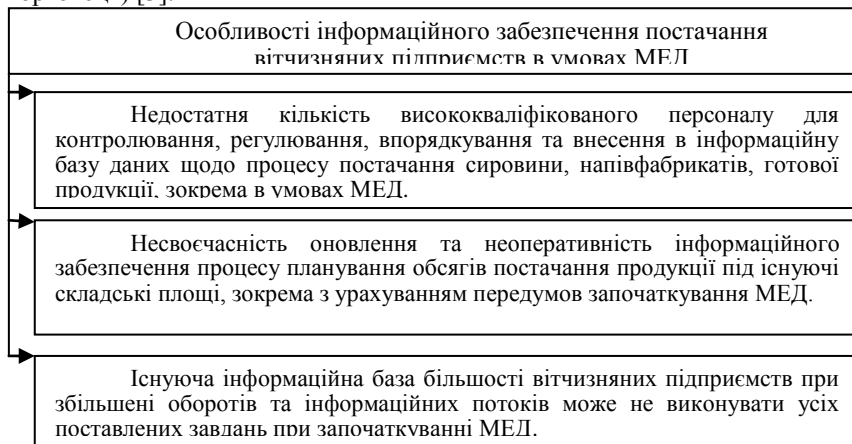 Особливості інформаційного забезпечення постачання
вітчизняних підприємств в умовах МЕД
Недостатня кількість висококваліфікованого персоналу для
контролювання, регулювання, впорядкування та внесення в інформаційну
базу даних щодо процесу постачання сировини, напівфабрикатів, готової
продукції, зокрема в умовах МЕД.
Несвоєчасність оновлення та неоперативність інформаційного
забезпечення процесу планування обсягів постачання продукції під існуючі
складські площі, зокрема з урахуванням передумов започаткування МЕД.
Існуюча інформаційна база більшості вітчизняних підприємств при
збільшені оборотів та інформаційних потоків може не виконувати усіх
поставлених завдань при започаткуванні МЕД.